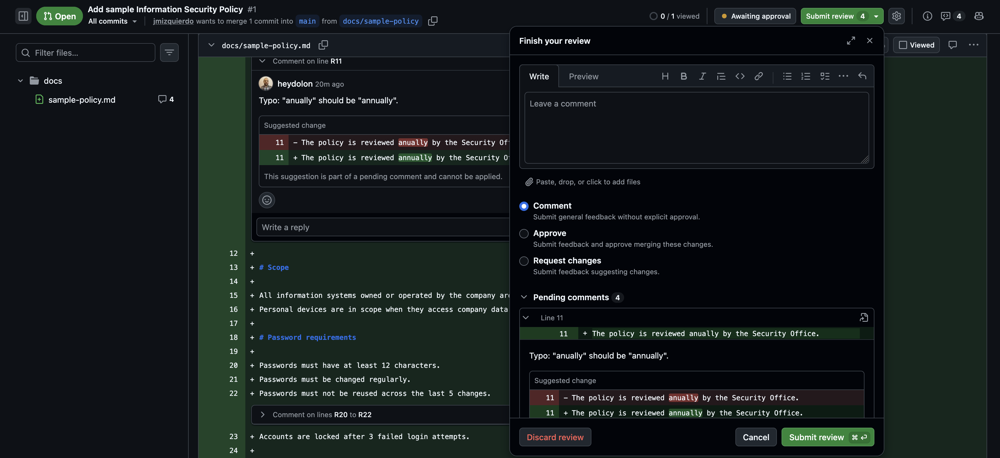 Open
Add sample Information Security Policy #1
All commits
jmizquierdo wants to merge 1 commit into main from docs/sample-policy
0 / 1 viewed
Awaiting approval
Submit review 4
4
Filter files...
docs
sample-policy.md 4
docs/sample-policy.md
Viewed
Comment on line R11
heydolon 20m ago
Typo: "anually" should be "annually".
Suggested change
11 - The policy is reviewed anually by the Security Of
11 + The policy is reviewed annually by the Security O
This suggestion is part of a pending comment and cannot be applied.
Write a reply
12 +
13 + # Scope
14 +
15 + All information systems owned or operated by the company
16 + Personal devices are in scope when they access company data
17 +
18 + # Password requirements
19 +
20 + Passwords must have at least 12 characters.
21 + Passwords must be changed regularly.
22 + Passwords must not be reused across the last 5 changes.
Comment on lines R20 to R22
23 + Accounts are locked after 3 failed login attempts.
24 +
Finish your review
Write Preview
Leave a comment
Paste, drop, or click to add files
Comment
Submit general feedback without explicit approval.
Approve
Submit feedback and approve merging these changes.
Request changes
Submit feedback suggesting changes.
Pending comments 4
Line 11
11 + The policy is reviewed anually by the Security Office.
Typo: "anually" should be "annually".
Suggested change
11 - The policy is reviewed anually by the Security Office.
11 + The policy is reviewed annually by the Security Office.
Discard review
Cancel
Submit review ⌘ ⏎